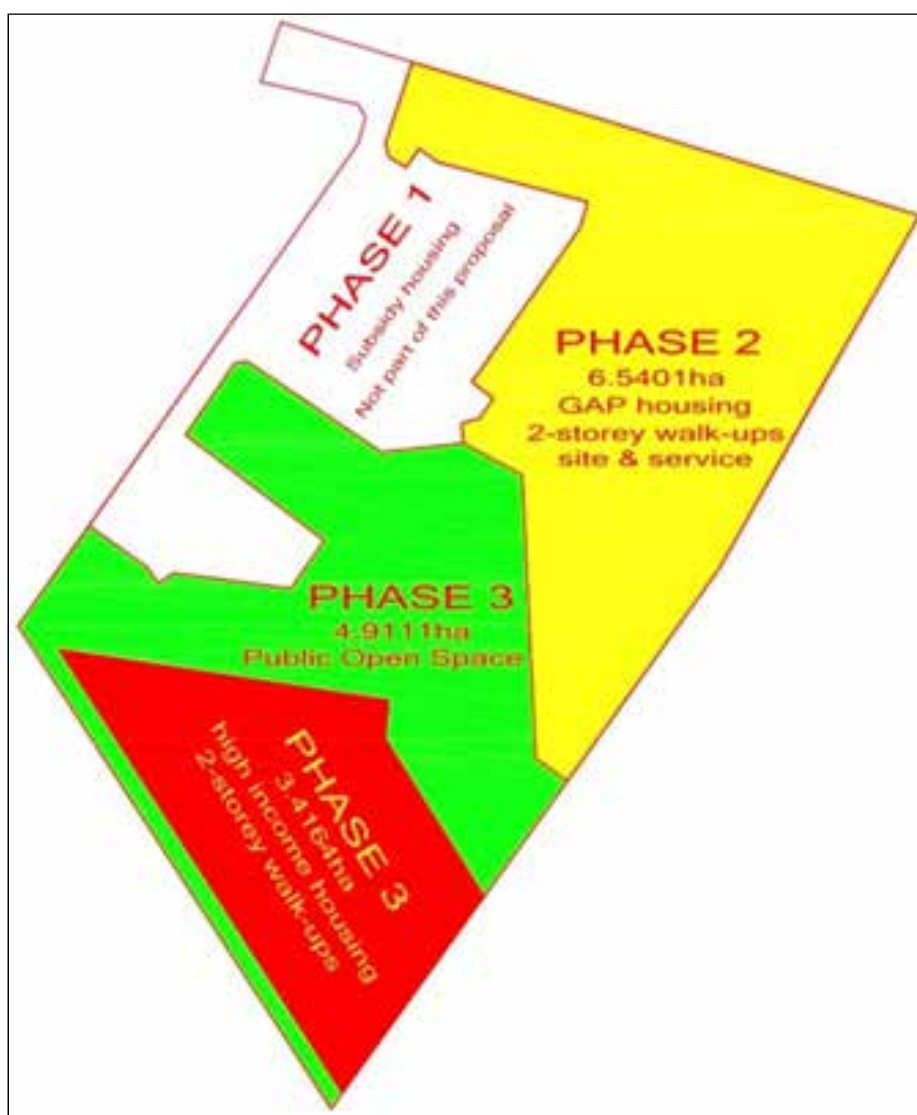 PHASE 1
Subsidy housing
Not part of this proposal
PHASE 2
6.5401ha
GAP housing
2-storey walk-ups
site & service
PHASE 3
4.9111ha
Public Open Space
PHASE 3
3.4164ha
high income housing
2-storey walk-ups